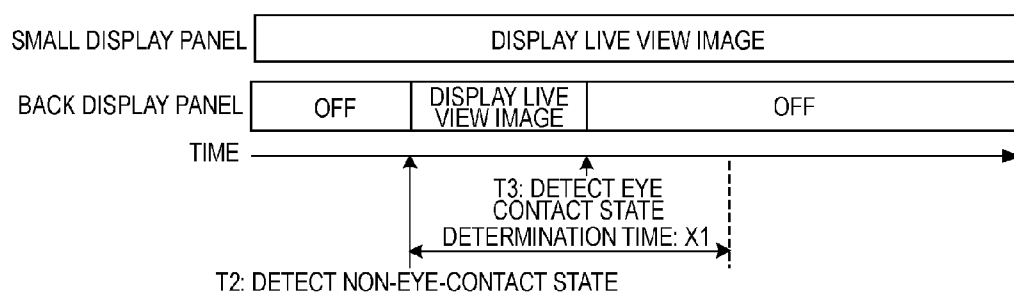 SMALL DISPLAY PANEL
DISPLAY LIVE VIEW IMAGE
BACK DISPLAY PANEL
OFF
DISPLAY LIVE
VIEW IMAGE
OFF
TIME
T3: DETECT EYE
CONTACT STATE
DETERMINATION TIME: X1
T2: DETECT NON-EYE-CONTACT STATE